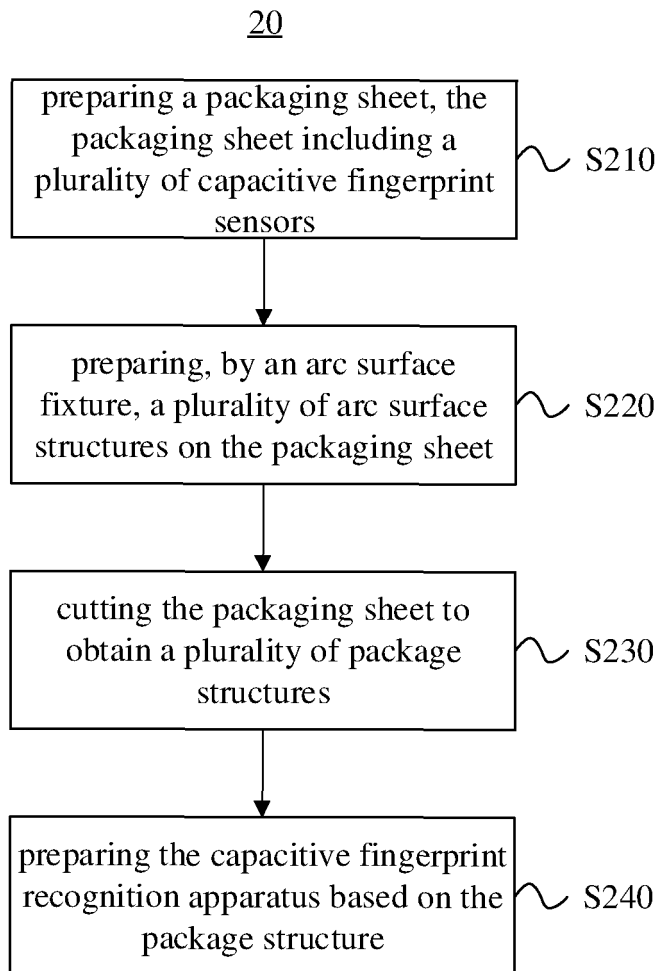 20
preparing a packaging sheet, the
packaging sheet including a
plurality of capacitive fingerprint
sensors
S210
preparing, by an arc surface
fixture, a plurality of arc surface
structures on the packaging sheet
S220
cutting the packaging sheet to
obtain a plurality of package
structures
S230
preparing the capacitive fingerprint
recognition apparatus based on the
package structure
S240